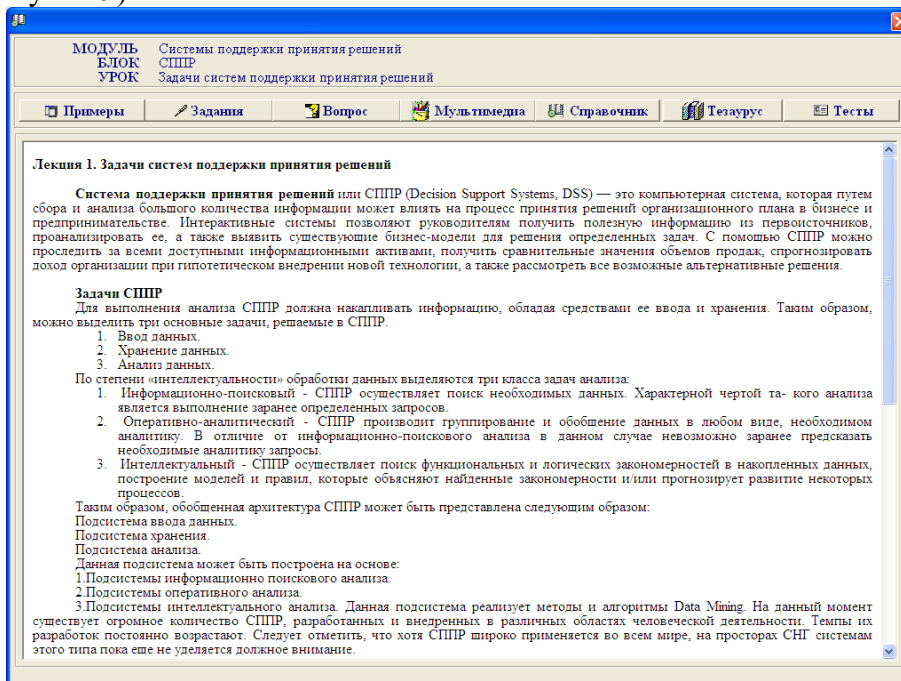 МОДУЛЬ Системы поддержки принятия решений
БЛОК СППР
УРОК Задачи систем поддержки принятия решений
Примеры Задания Вопрос Мультимедиа Справочник Тезаурус Тесты
Лекция 1. Задачи систем поддержки принятия решений
Система поддержки принятия решений или СППР (Decision Support Systems, DSS) — это компьютерная система, которая путем
сбора и анализа большого количества информации может влиять на процесс принятия решений организационного плана в бизнесе и
предпринимательстве. Интерактивные системы позволяют руководителям получить полезную информацию из первоисточников,
проанализировать ее, а также выявить существующие бизнес-модели для решения определенных задач. С помощью СППР можно
проследить за всеми доступными информационными активами, получить сравнительные значения объемов продаж, спрогнозировать
доход организации при гипотетическом внедрении новой технологии, а также рассмотреть все возможные альтернативные решения.
Задачи СППР
Для выполнения анализа СППР должна накапливать информацию, обладая средствами ее ввода и хранения. Таким образом,
можно выделить три основные задачи, решаемые в СППР.
1. Ввод данных.
2. Хранение данных.
3. Анализ данных.
По степени «интеллектуальности» обработки данных выделяются три класса задач анализа:
1. Информационно-поисковый - СППР осуществляет поиск необходимых данных. Характерной чертой та- кого анализа
является выполнение заранее определенных запросов.
2. Оперативно-аналитический - СППР производит группирование и обобщение данных в любом виде, необходимом
аналитику. В отличие от информационно-поискового анализа в данном случае невозможно заранее предсказать
необходимые аналитику запросы.
3. Интеллектуальный - СППР осуществляет поиск функциональных и логических закономерностей в накопленных данных,
построение моделей и правил, которые объясняют найденные закономерности и/или прогнозирует развитие некоторых
процессов.
Таким образом, обобщенная архитектура СППР может быть представлена следующим образом:
Подсистема ввода данных.
Подсистема хранения.
Подсистема анализа.
Данная подсистема может быть построена на основе:
1.Подсистемы информационно поискового анализа.
2.Подсистемы оперативного анализа.
3.Подсистемы интеллектуального анализа. Данная подсистема реализует методы и алгоритмы Data Mining. На данный момент
существует огромное количество СППР, разработанных и внедренных в различных областях человеческой деятельности. Темпы их
разработок постоянно возрастают. Следует отметить, что хотя СППР широко применяется во всем мире, на просторах СНГ системам
этого типа пока еще не уделяется должное внимание.